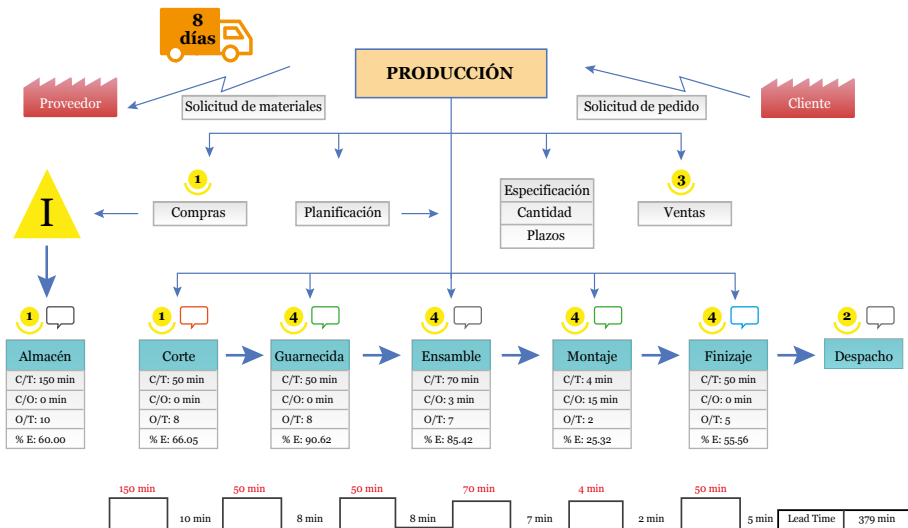 8
días
PRODUCCIÓN
Proveedor
Solicitud de materiales
Solicitud de pedido
Cliente
1
3
I
Compras
Planificación
Especificación
Cantidad
Plazos
Ventas
1
1
4
4
4
4
2
Almacén
Corte
Guarnecida
Ensamble
Montaje
Finizaje
Despacho
C/T: 150 min
C/O: 0 min
O/T: 10
% E: 60.00
C/T: 50 min
C/O: 0 min
O/T: 8
% E: 66.05
C/T: 50 min
C/O: 0 min
O/T: 8
% E: 90.62
C/T: 70 min
C/O: 3 min
O/T: 7
% E: 85.42
C/T: 4 min
C/O: 15 min
O/T: 2
% E: 25.32
C/T: 50 min
C/O: 0 min
O/T: 5
% E: 55.56
150 min
50 min
50 min
70 min
4 min
50 min
10 min
8 min
8 min
7 min
2 min
5 min
Lead Time
379 min